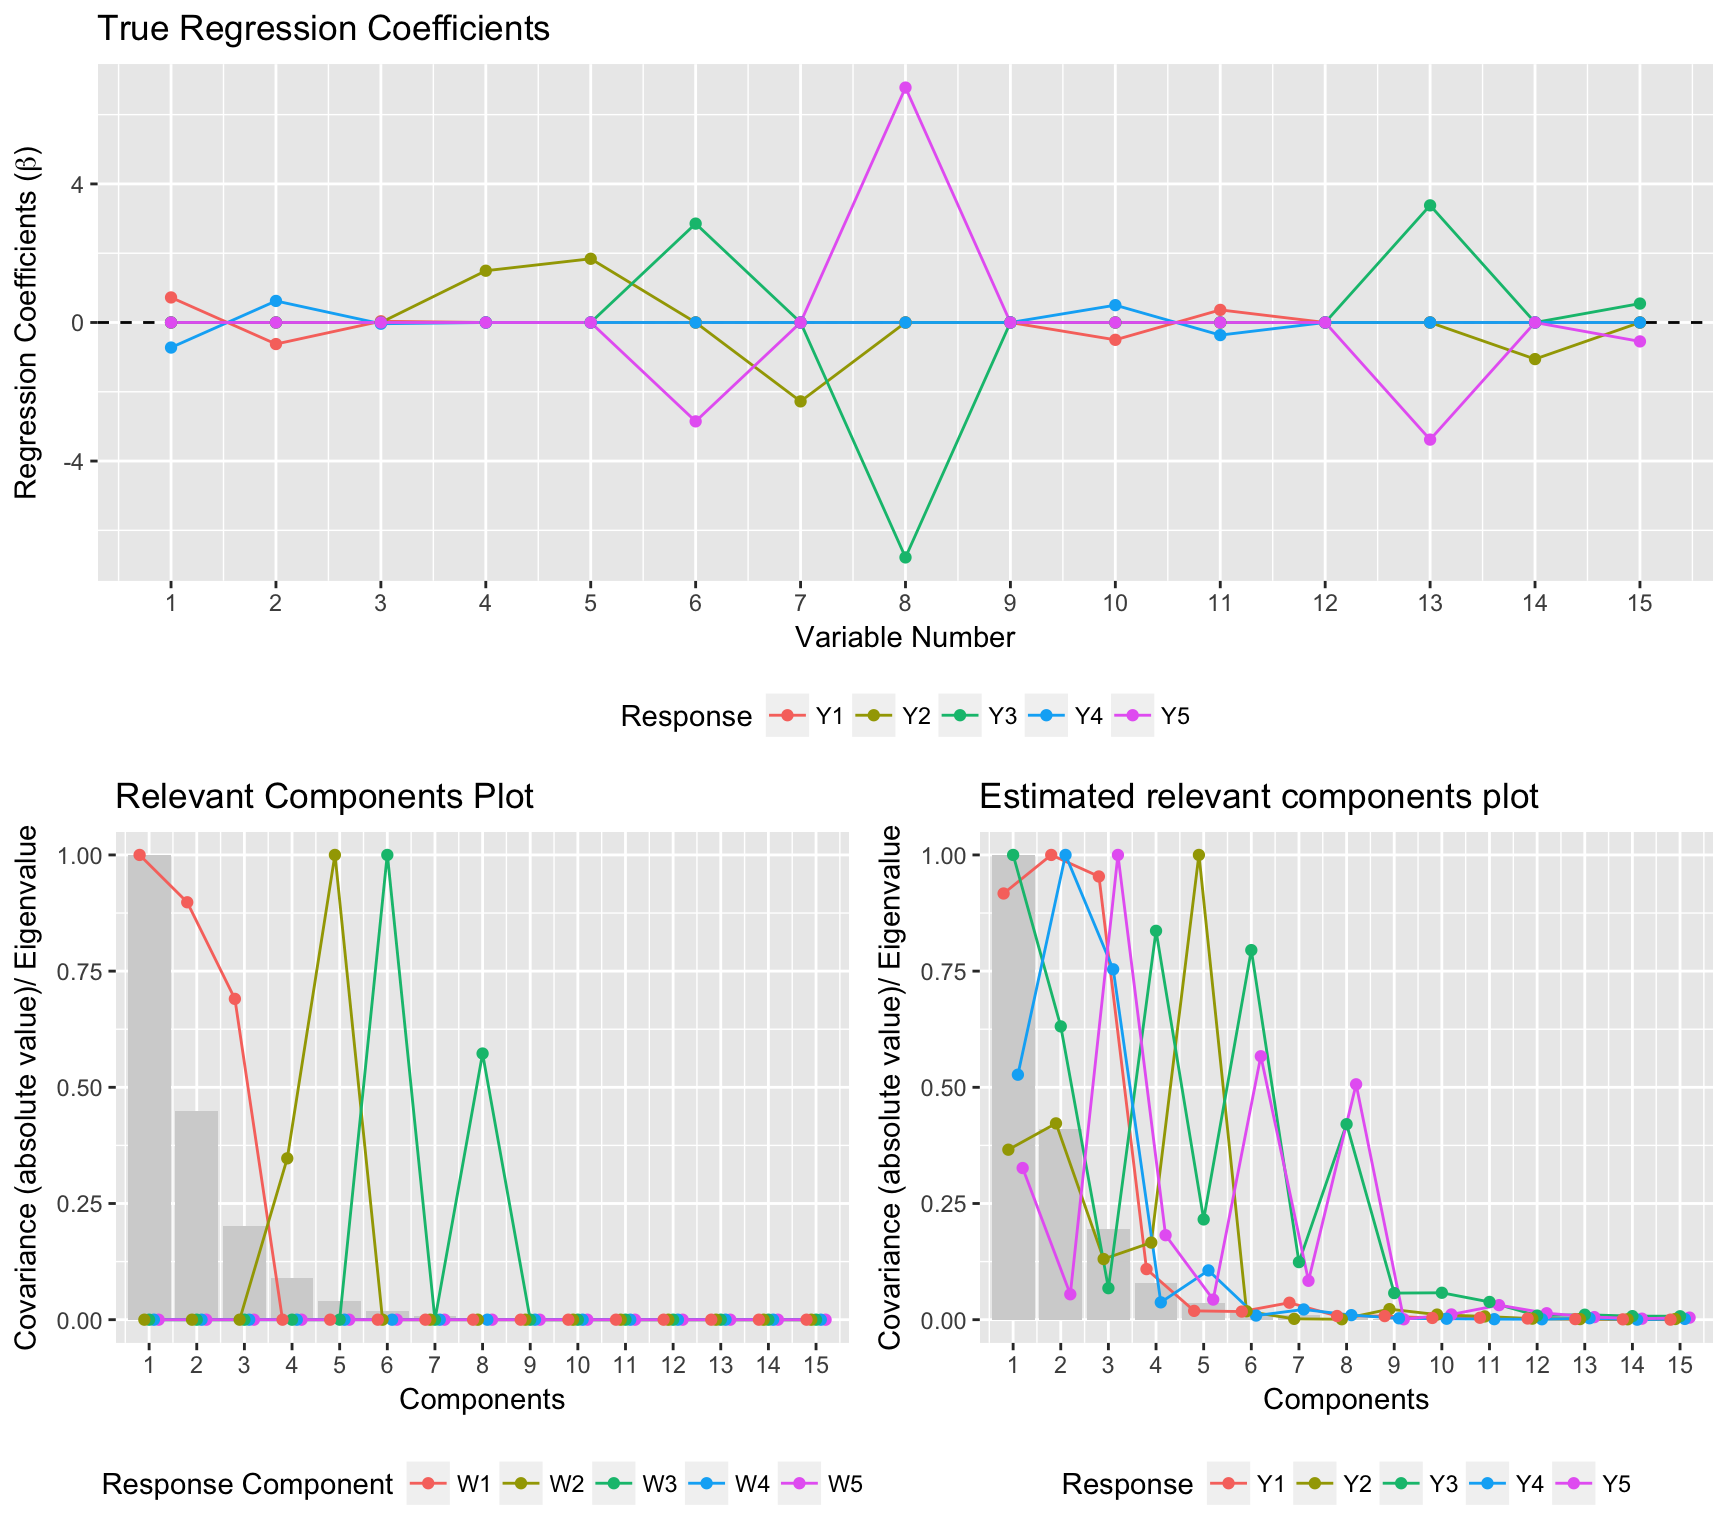 True Regression Coefficients
Regression Coefficients (β)
4
0
-4
1 2 3 4 5 6 7 8 9 10 11 12 13 14 15
Variable Number
Response Y1 Y2 Y3 Y4 Y5
Relevant Components Plot
Covariance (absolute value)/ Eigenvalue
1.00
0.75
0.50
0.25
0.00
1 2 3 4 5 6 7 8 9 10 11 12 13 14 15
Components
Response Component W1 W2 W3 W4 W5
Estimated relevant components plot
Covariance (absolute value)/ Eigenvalue
1.00
0.75
0.50
0.25
0.00
1 2 3 4 5 6 7 8 9 10 11 12 13 14 15
Components
Response Y1 Y2 Y3 Y4 Y5